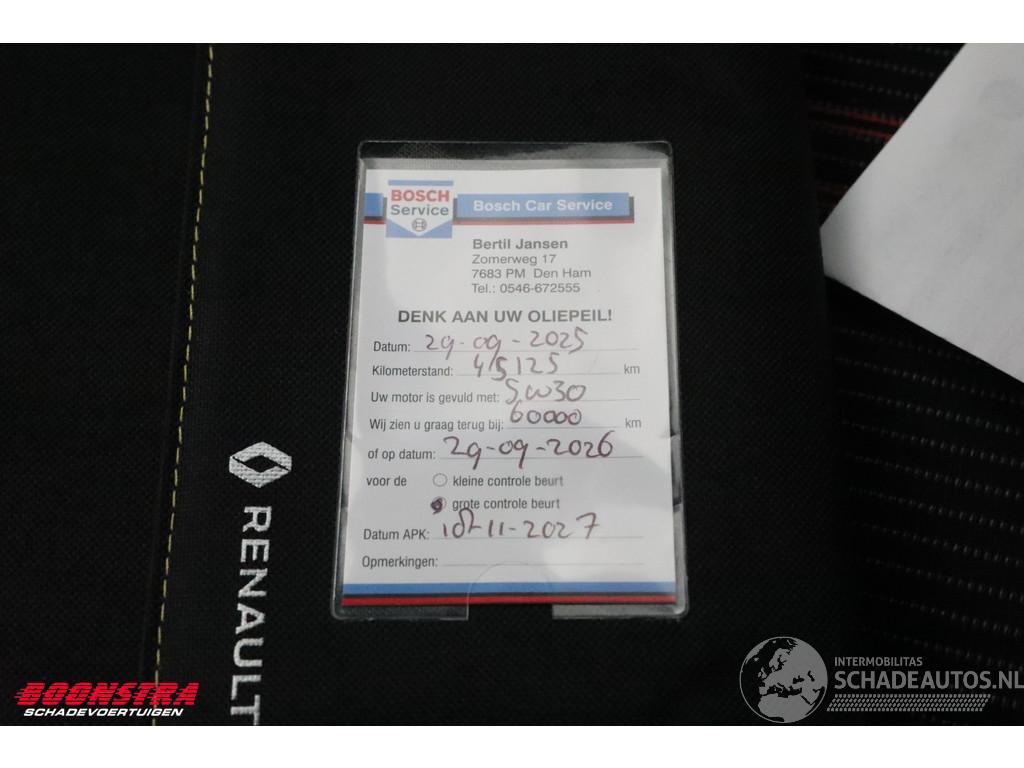 BOSCH
Service
Bosch Car Service
Bertil Jansen
Zomerweg 17
7683 PM Den Ham
Tel.: 0546-672555
DENK AAN UW OLIEPEIL!
Datum: 29-09-2025
Kilometerstand: 45125 km
Uw motor is gevuld met: 5W30
Wij zien u graag terug bij: 60000 km
of op datum: 29-09-2026
voor de kleine controle beurt
grote controle beurt
Datum APK: -11-2027
Opmerkingen:
RENAULT
BOONSTRA
SCHADEVOERTUIGEN
INTERMOBILITAS
SCHADEAUTOS.NL